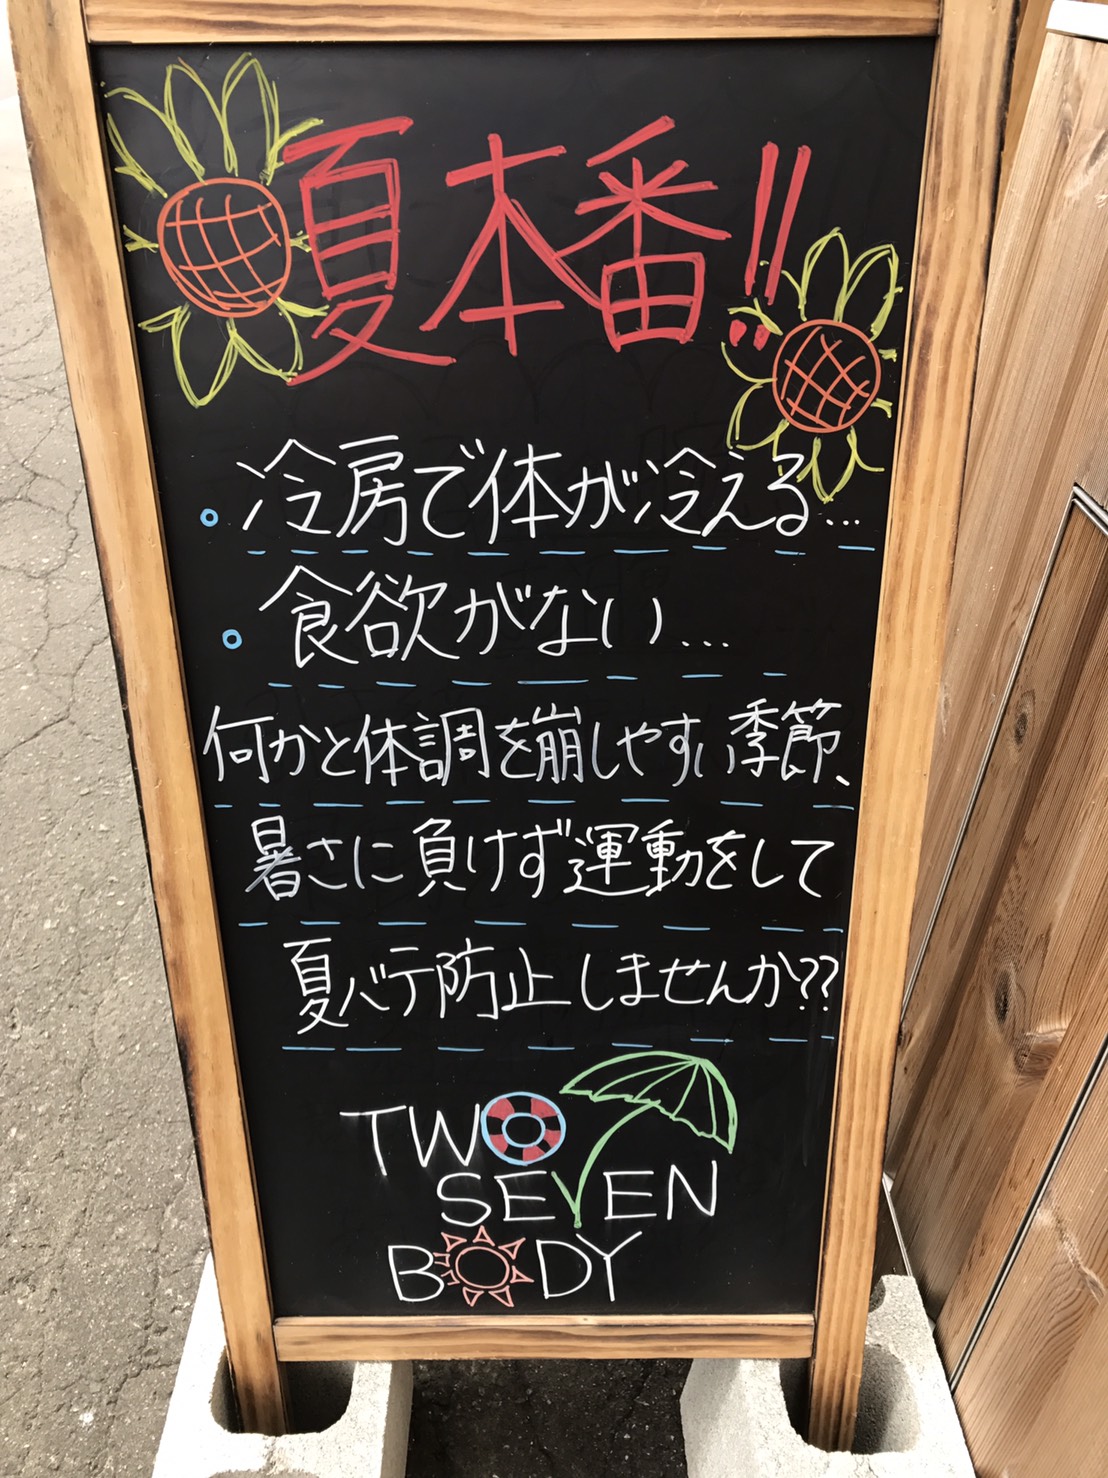 夏本番!!
・冷房で体が冷える…
・食欲がない…
何かと体調を崩しやすい季節、
暑さに負けず運動をして
夏バテ防止しませんか??
TWO
SEVEN
BODY